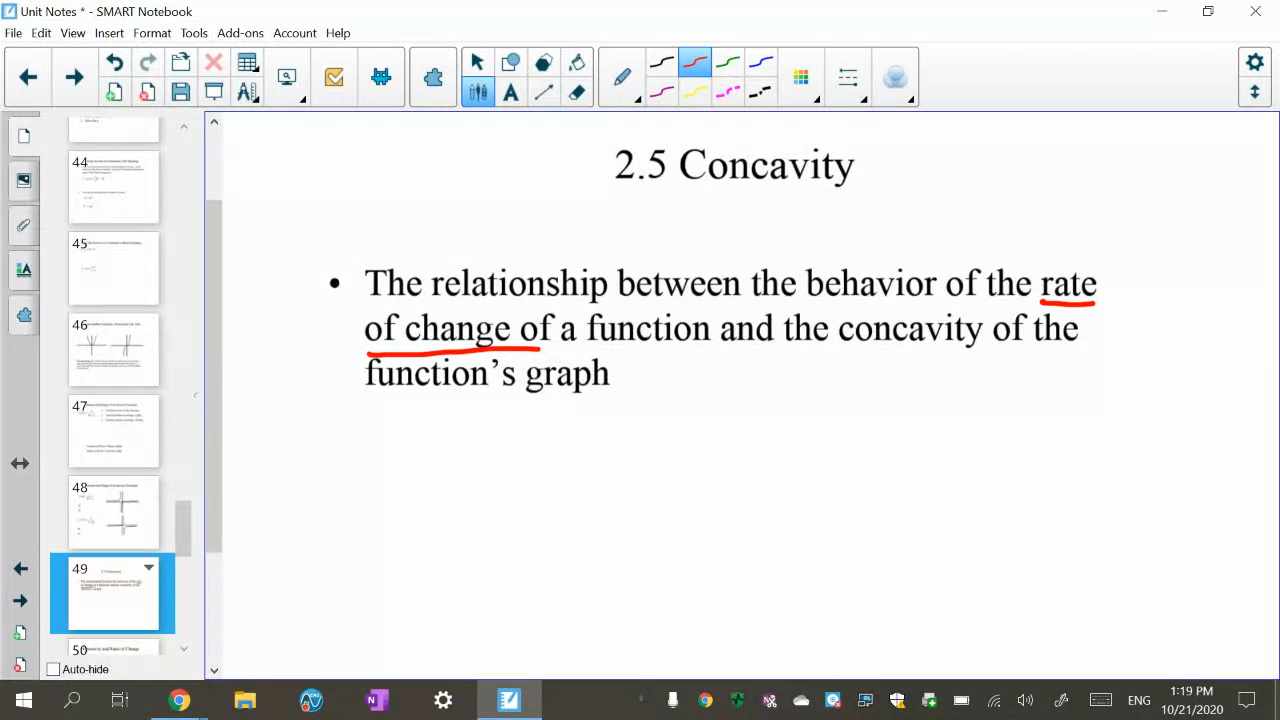 Unit Notes * - SMART Notebook
File Edit View Insert Format Tools Add-ons Account Help
2.5 Concavity
• The relationship between the behavior of the rate
of change of a function and the concavity of the
function's graph
44
45
46
47
48
49
50
Auto-hide
ENG
1:19 PM
10/21/2020